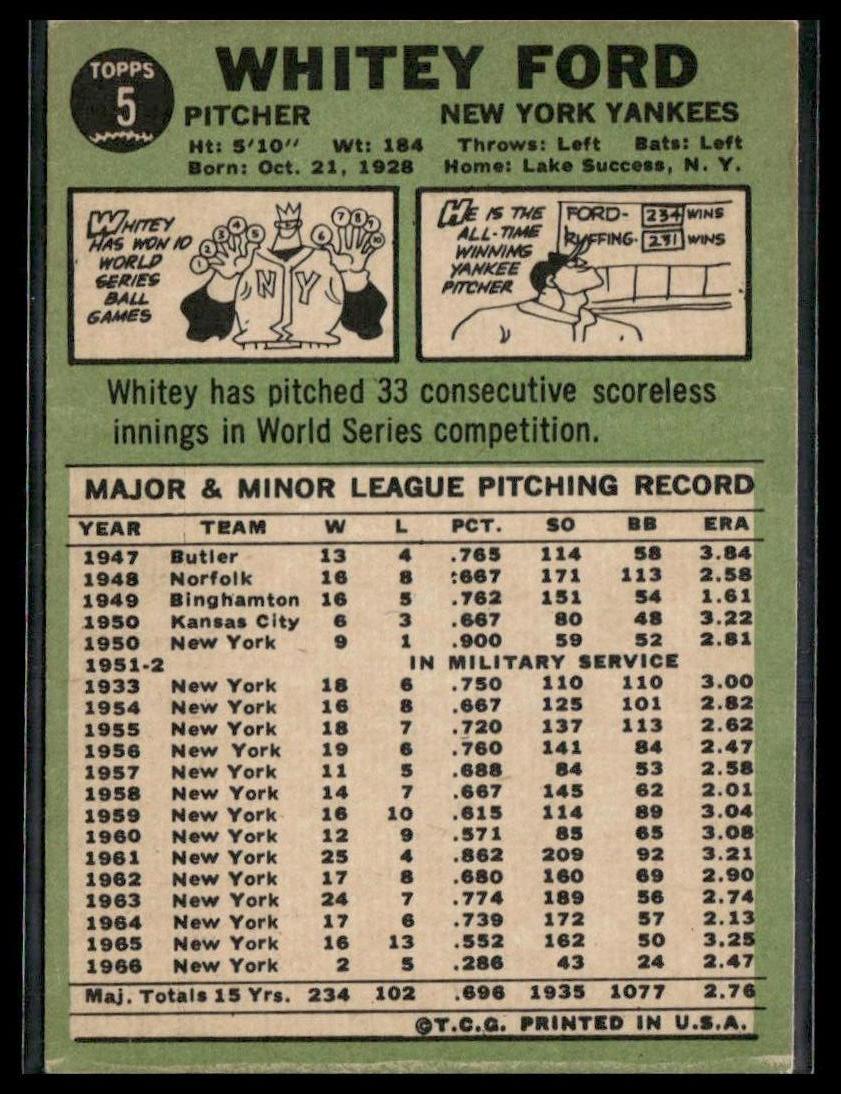 TOPPS
5
WHITEY FORD
PITCHER NEW YORK YANKEES
Ht: 5'10" Wt: 184 Throws: Left Bats: Left
Born: Oct. 21, 1928 Home: Lake Success, N. Y.
WHITEY
HAS WON 10
WORLD
SERIES
BALL
GAMES
1 2 3 4 5 6 7 8 9 10
NY
HE IS THE
ALL-TIME
WINNING
YANKEE
PITCHER
FORD- 234 WINS
RUFFING- 231 WINS
Whitey has pitched 33 consecutive scoreless
innings in World Series competition.
MAJOR & MINOR LEAGUE PITCHING RECORD
YEAR TEAM W L PCT. SO BB ERA
1947 Butler 13 4 .765 114 58 3.84
1948 Norfolk 16 8 .667 171 113 2.58
1949 Binghamton 16 5 .762 151 54 1.61
1950 Kansas City 6 3 .667 80 48 3.22
1950 New York 9 1 .900 59 52 2.81
1951-2 IN MILITARY SERVICE
1933 New York 18 6 .750 110 110 3.00
1954 New York 16 8 .667 125 101 2.82
1955 New York 18 7 .720 137 113 2.62
1956 New York 19 6 .760 141 84 2.47
1957 New York 11 5 .688 84 53 2.58
1958 New York 14 7 .667 145 62 2.01
1959 New York 16 10 .615 114 89 3.04
1960 New York 12 9 .571 85 65 3.08
1961 New York 25 4 .862 209 92 3.21
1962 New York 17 8 .680 160 69 2.90
1963 New York 24 7 .774 189 56 2.74
1964 New York 17 6 .739 172 57 2.13
1965 New York 16 13 .552 162 50 3.25
1966 New York 2 5 .286 43 24 2.47
Maj. Totals 15 Yrs. 234 102 .696 1935 1077 2.76
©T.C.G. PRINTED IN U.S.A.